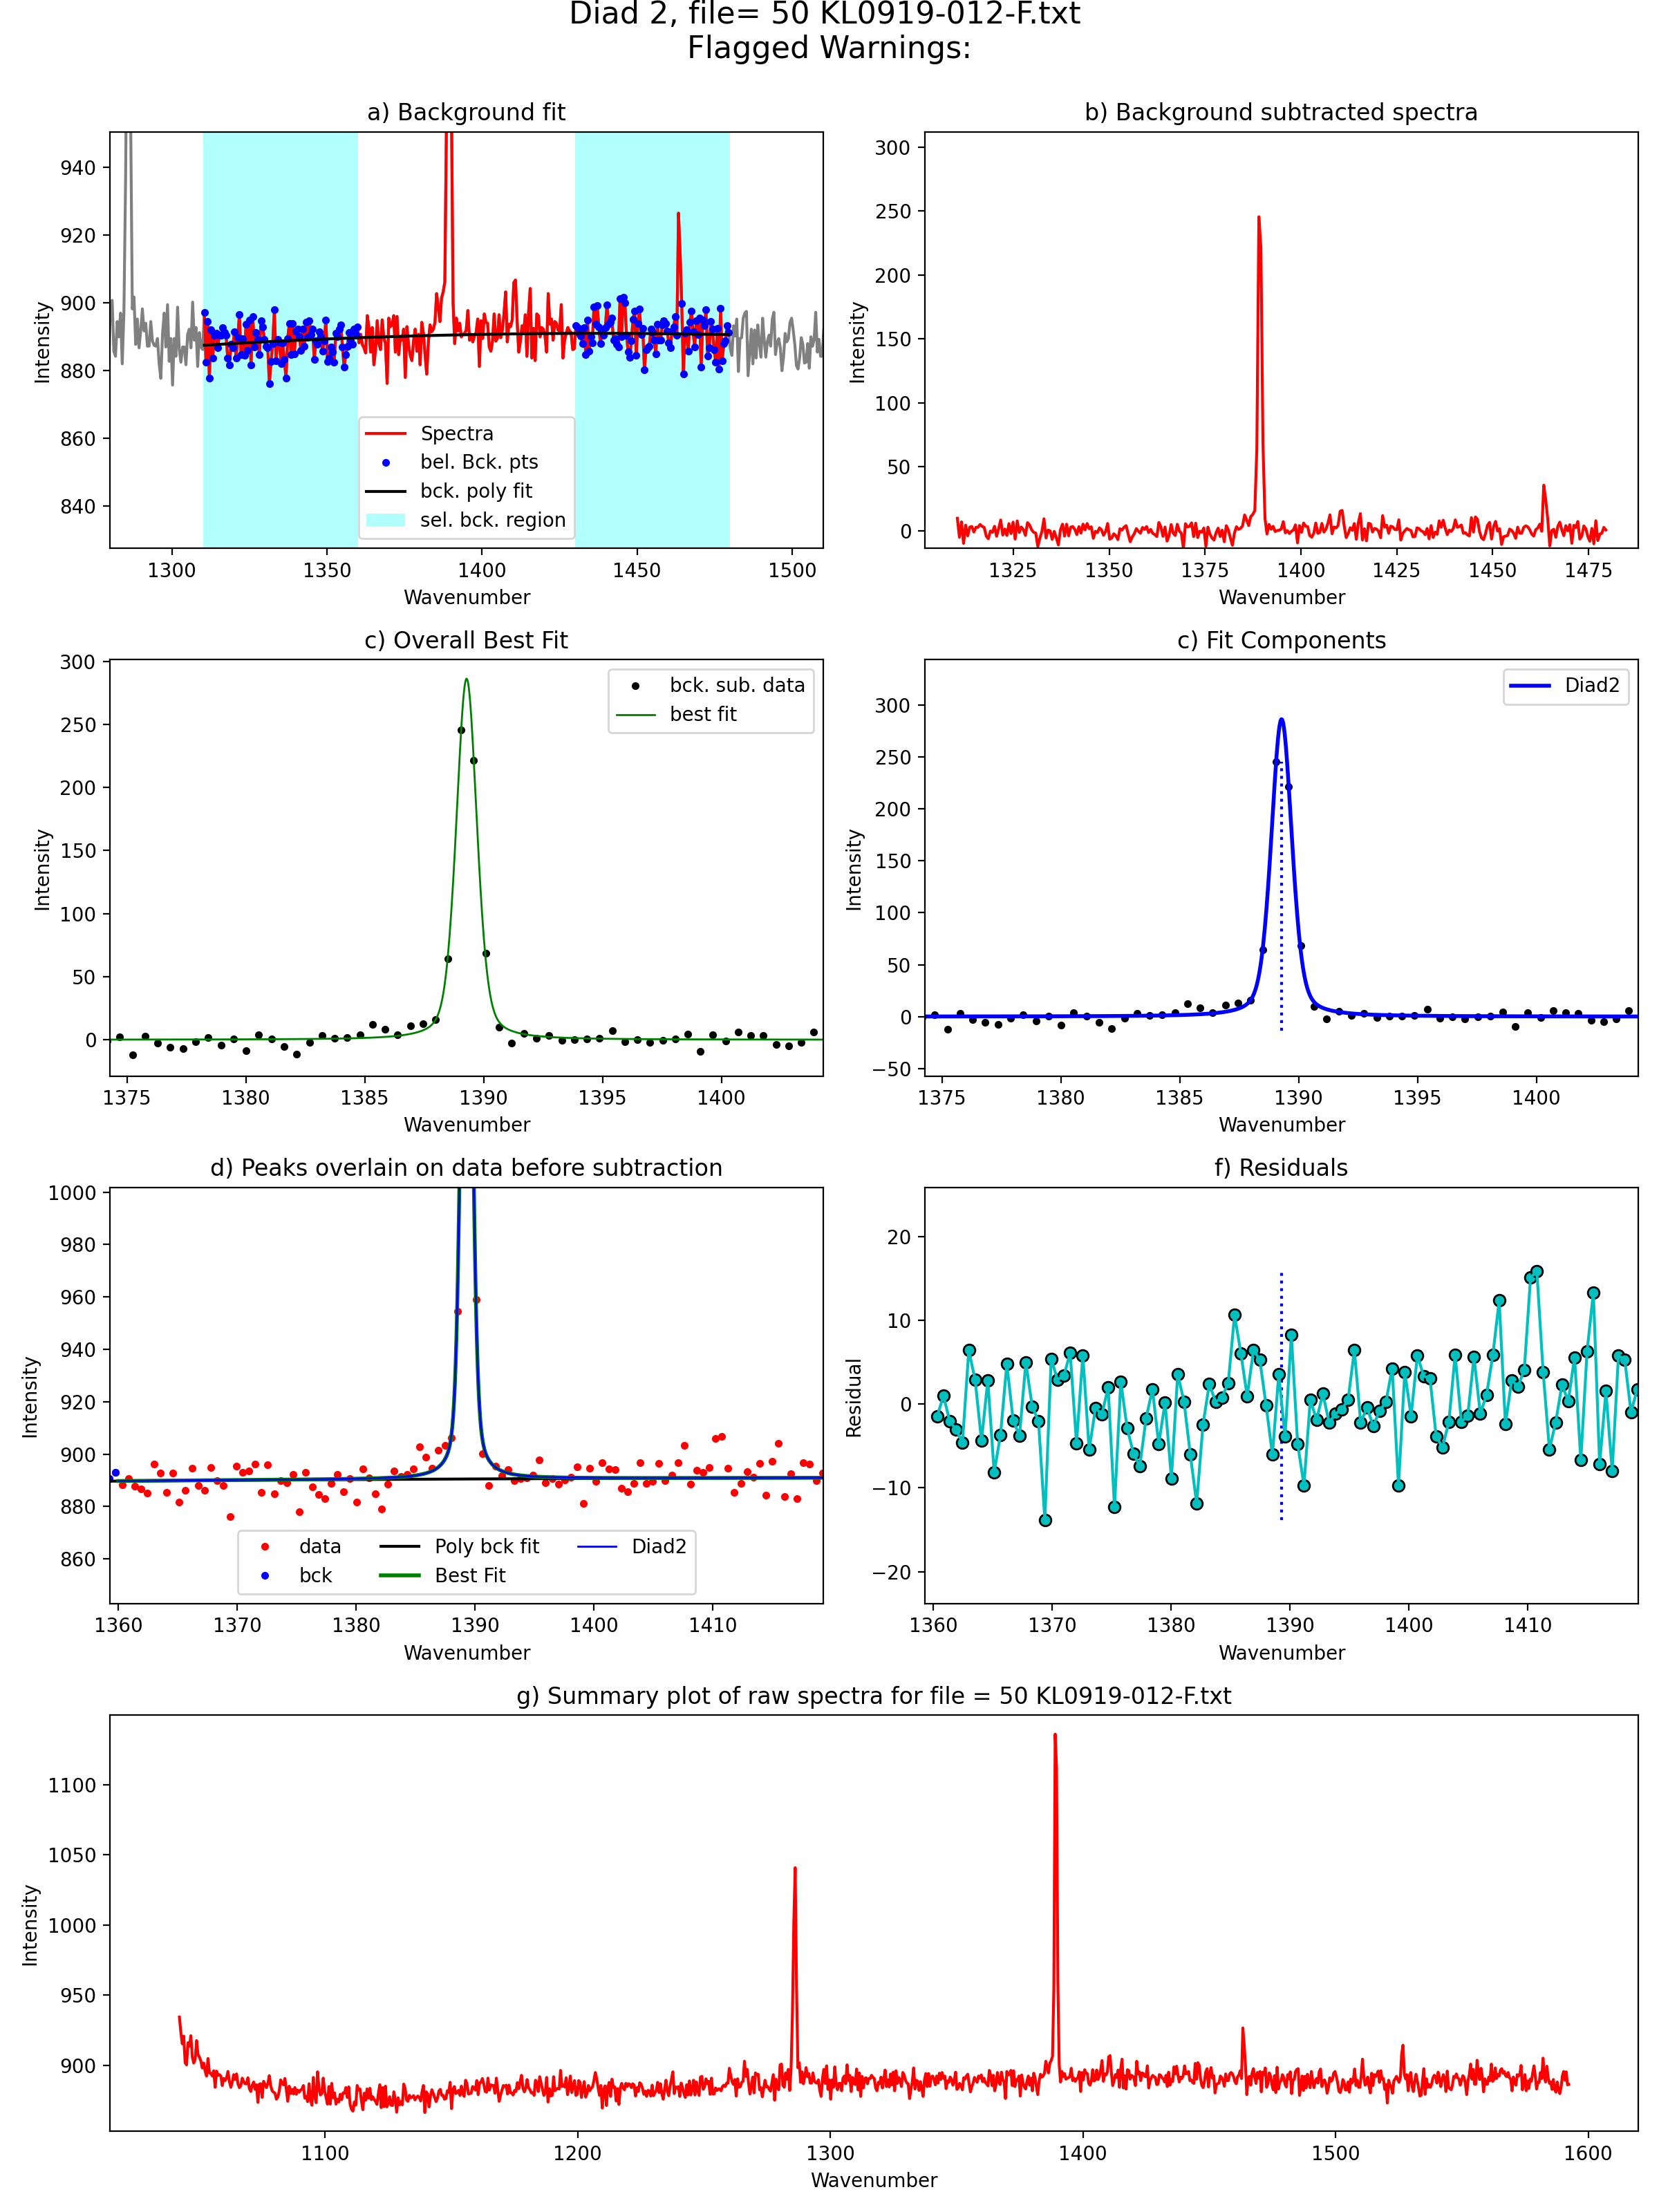 Diad 2, file= 50 KL0919-012-F.txt
Flagged Warnings:
a) Background fit
940
920
900
880
860
840
Intensity
Spectra
bel. Bck. pts
bck. poly fit
sel. bck. region
1300 1350 1400 1450 1500
Wavenumber
b) Background subtracted spectra
300
250
200
150
100
50
0
Intensity
1325 1350 1375 1400 1425 1450 1475
Wavenumber
c) Overall Best Fit
300
250
200
150
100
50
0
Intensity
bck. sub. data
best fit
1375 1380 1385 1390 1395 1400
Wavenumber
c) Fit Components
300
250
200
150
100
50
0
−50
Intensity
Diad2
1375 1380 1385 1390 1395 1400
Wavenumber
d) Peaks overlain on data before subtraction
1000
980
960
940
920
900
880
860
Intensity
data
bck
Poly bck fit
Best Fit
Diad2
1360 1370 1380 1390 1400 1410
Wavenumber
f) Residuals
20
10
0
−10
−20
Residual
1360 1370 1380 1390 1400 1410
Wavenumber
g) Summary plot of raw spectra for file = 50 KL0919-012-F.txt
1100
1050
1000
950
900
Intensity
1100 1200 1300 1400 1500 1600
Wavenumber